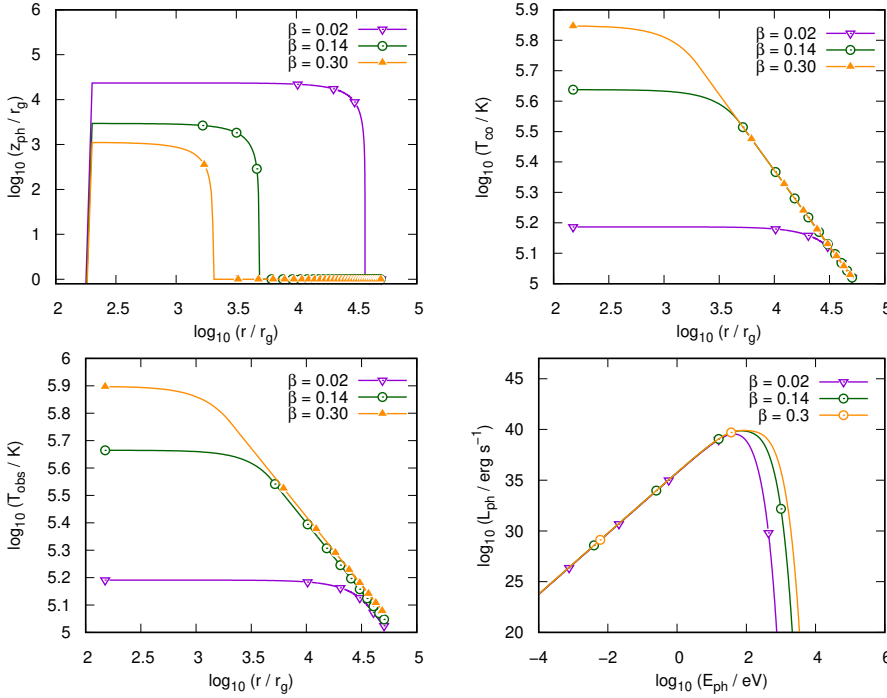 log10 (zph / rg)
6
5
4
3
2
1
0
β = 0.02
β = 0.14
β = 0.30
2 2.5 3 3.5 4 4.5 5
log10 (r / rg)
log10 (Tco / K)
5.9
5.8
5.7
5.6
5.5
5.4
5.3
5.2
5.1
5
β = 0.02
β = 0.14
β = 0.30
2 2.5 3 3.5 4 4.5 5
log10 (r / rg)
log10 (Tobs / K)
6
5.9
5.8
5.7
5.6
5.5
5.4
5.3
5.2
5.1
5
β = 0.02
β = 0.14
β = 0.30
2 2.5 3 3.5 4 4.5 5
log10 (r / rg)
log10 (Lph / erg s−1)
45
40
35
30
25
20
β = 0.02
β = 0.14
β = 0.3
−4 −2 0 2 4 6
log10 (Eph / eV)